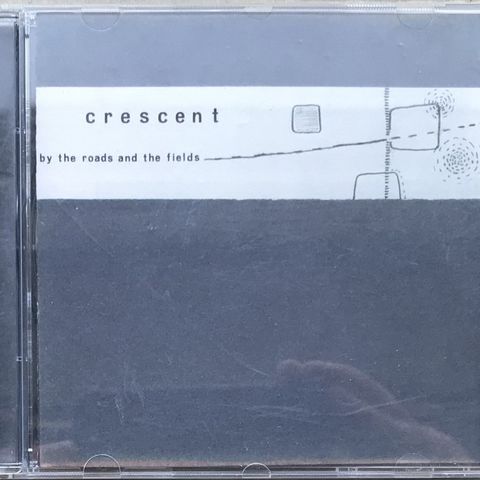 crescent
by the roads and the fields